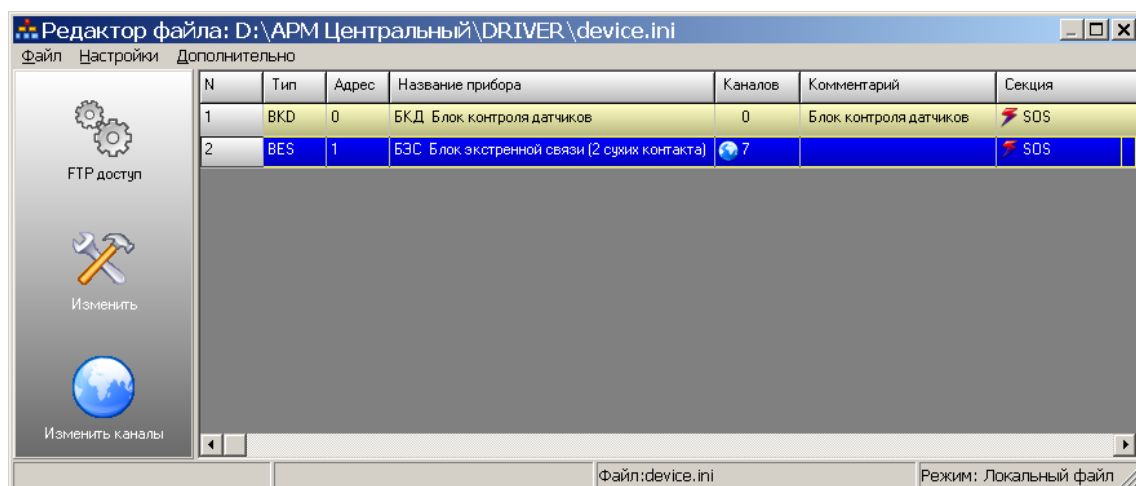 Редактор файла: D:\АРМ Центральный\DRIVER\device.ini
Файл Настройки Дополнительно
N Тип Адрес Название прибора Каналов Комментарий Секция
1 BKD 0 БКД Блок контроля датчиков 0 Блок контроля датчиков SOS
2 BES 1 БЭС Блок экстренной связи (2 сухих контакта) 7 SOS
FTP доступ
Изменить
Изменить каналы
Файл:device.ini Режим: Локальный файл